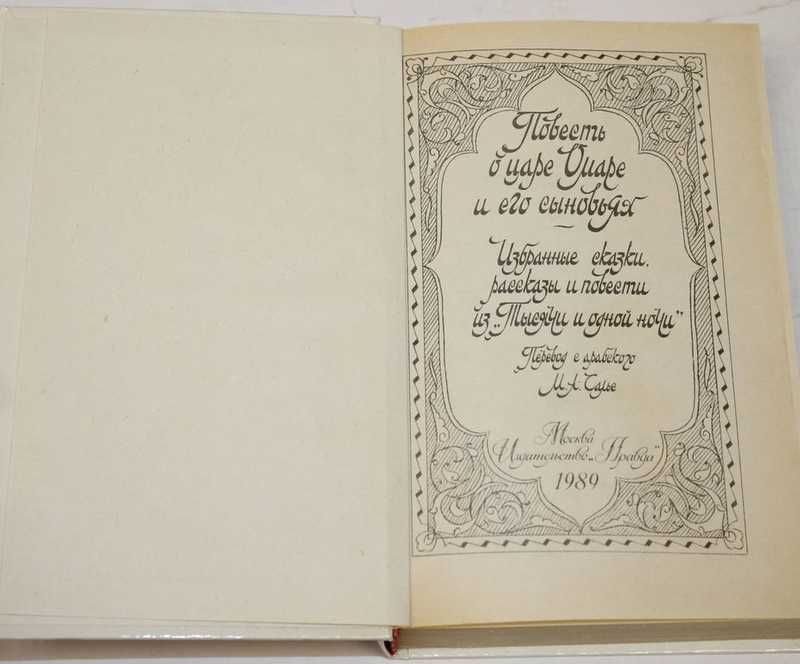 Повесть
о царе Омаре
и его сыновьях
Избранные сказки,
рассказы и повести
из „Тысячи и одной ночи"
Перевод с арабского
М.А. Салье
Москва
Издательство „Правда"
1989